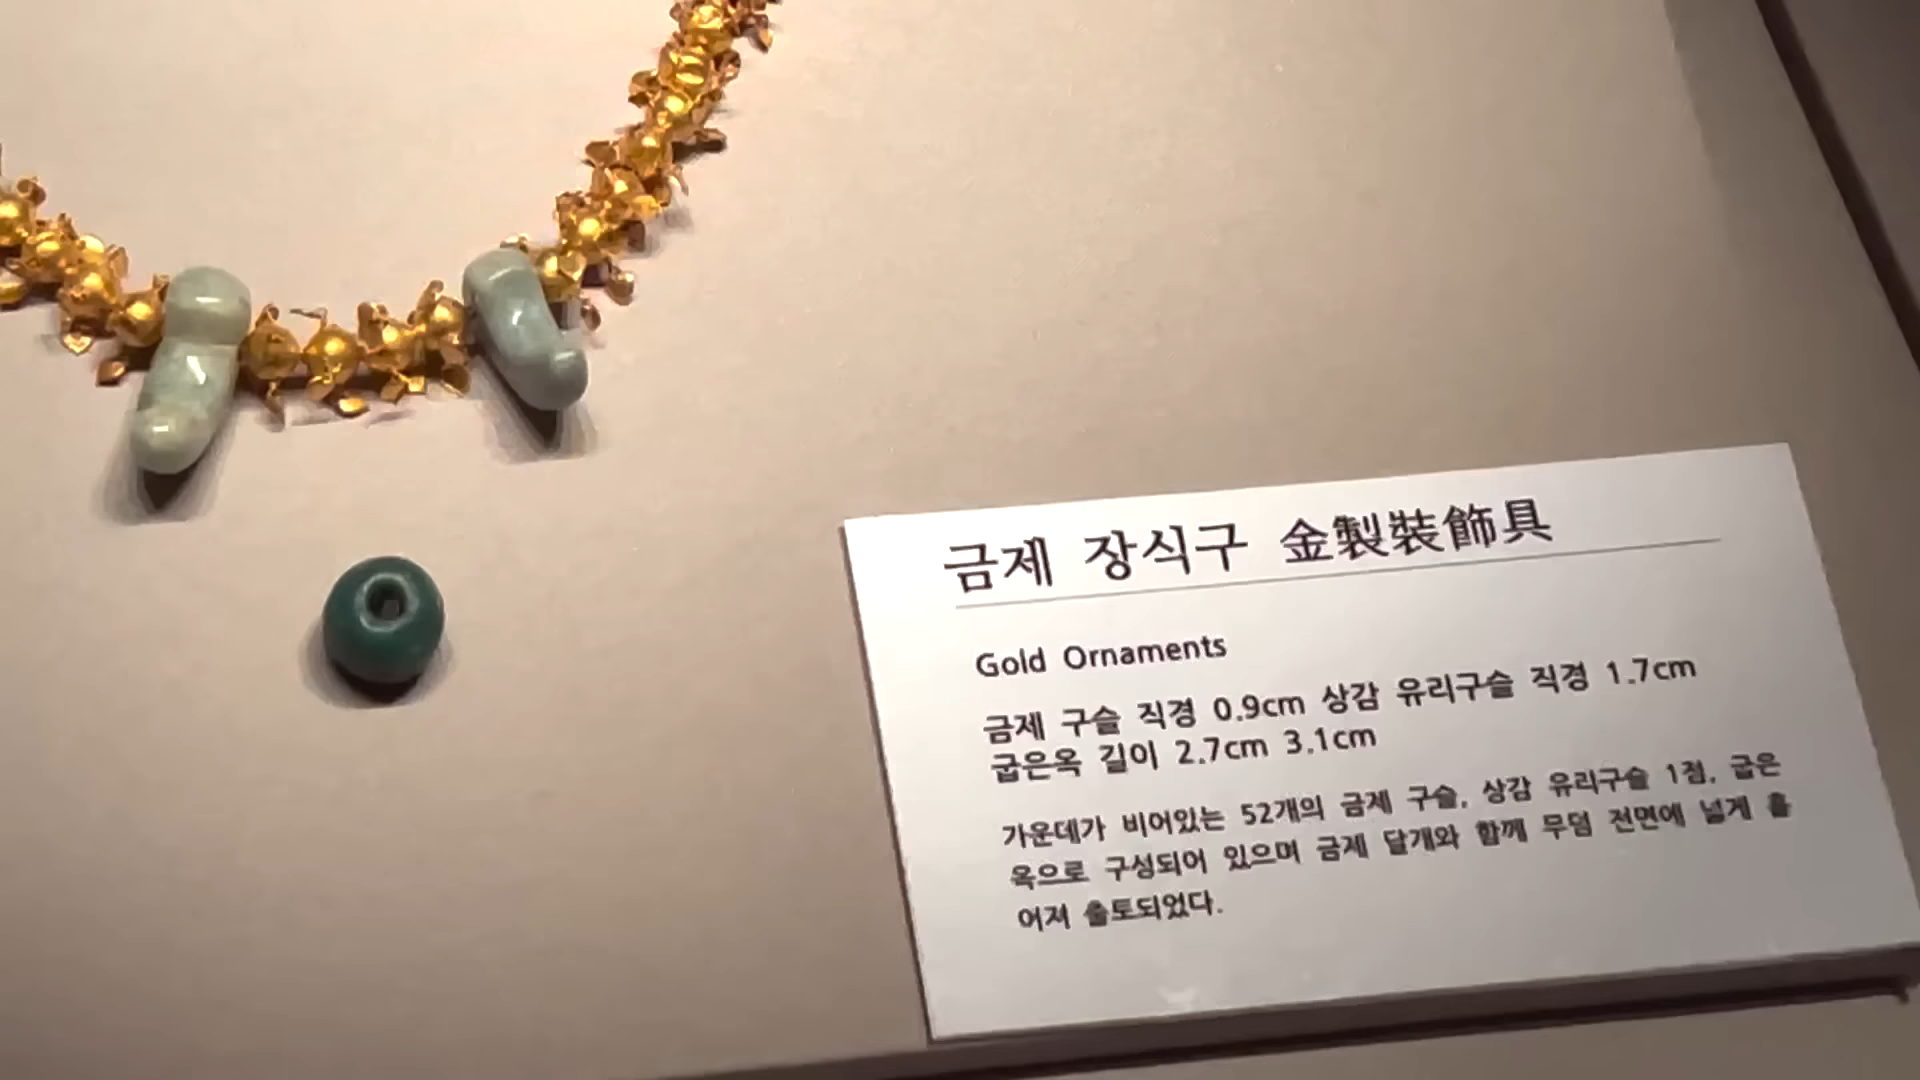 금제 장식구 金製裝飾具
Gold Ornaments
금제 구슬 직경 0.9cm 상감 유리구슬 직경 1.7cm
굽은옥 길이 2.7cm 3.1cm
가운데가 비어있는 52개의 금제 구슬, 상감 유리구슬 1점, 굽은
옥으로 구성되어 있으며 금제 달개와 함께 무덤 전면에 넓게 흩
어져 출토되었다.